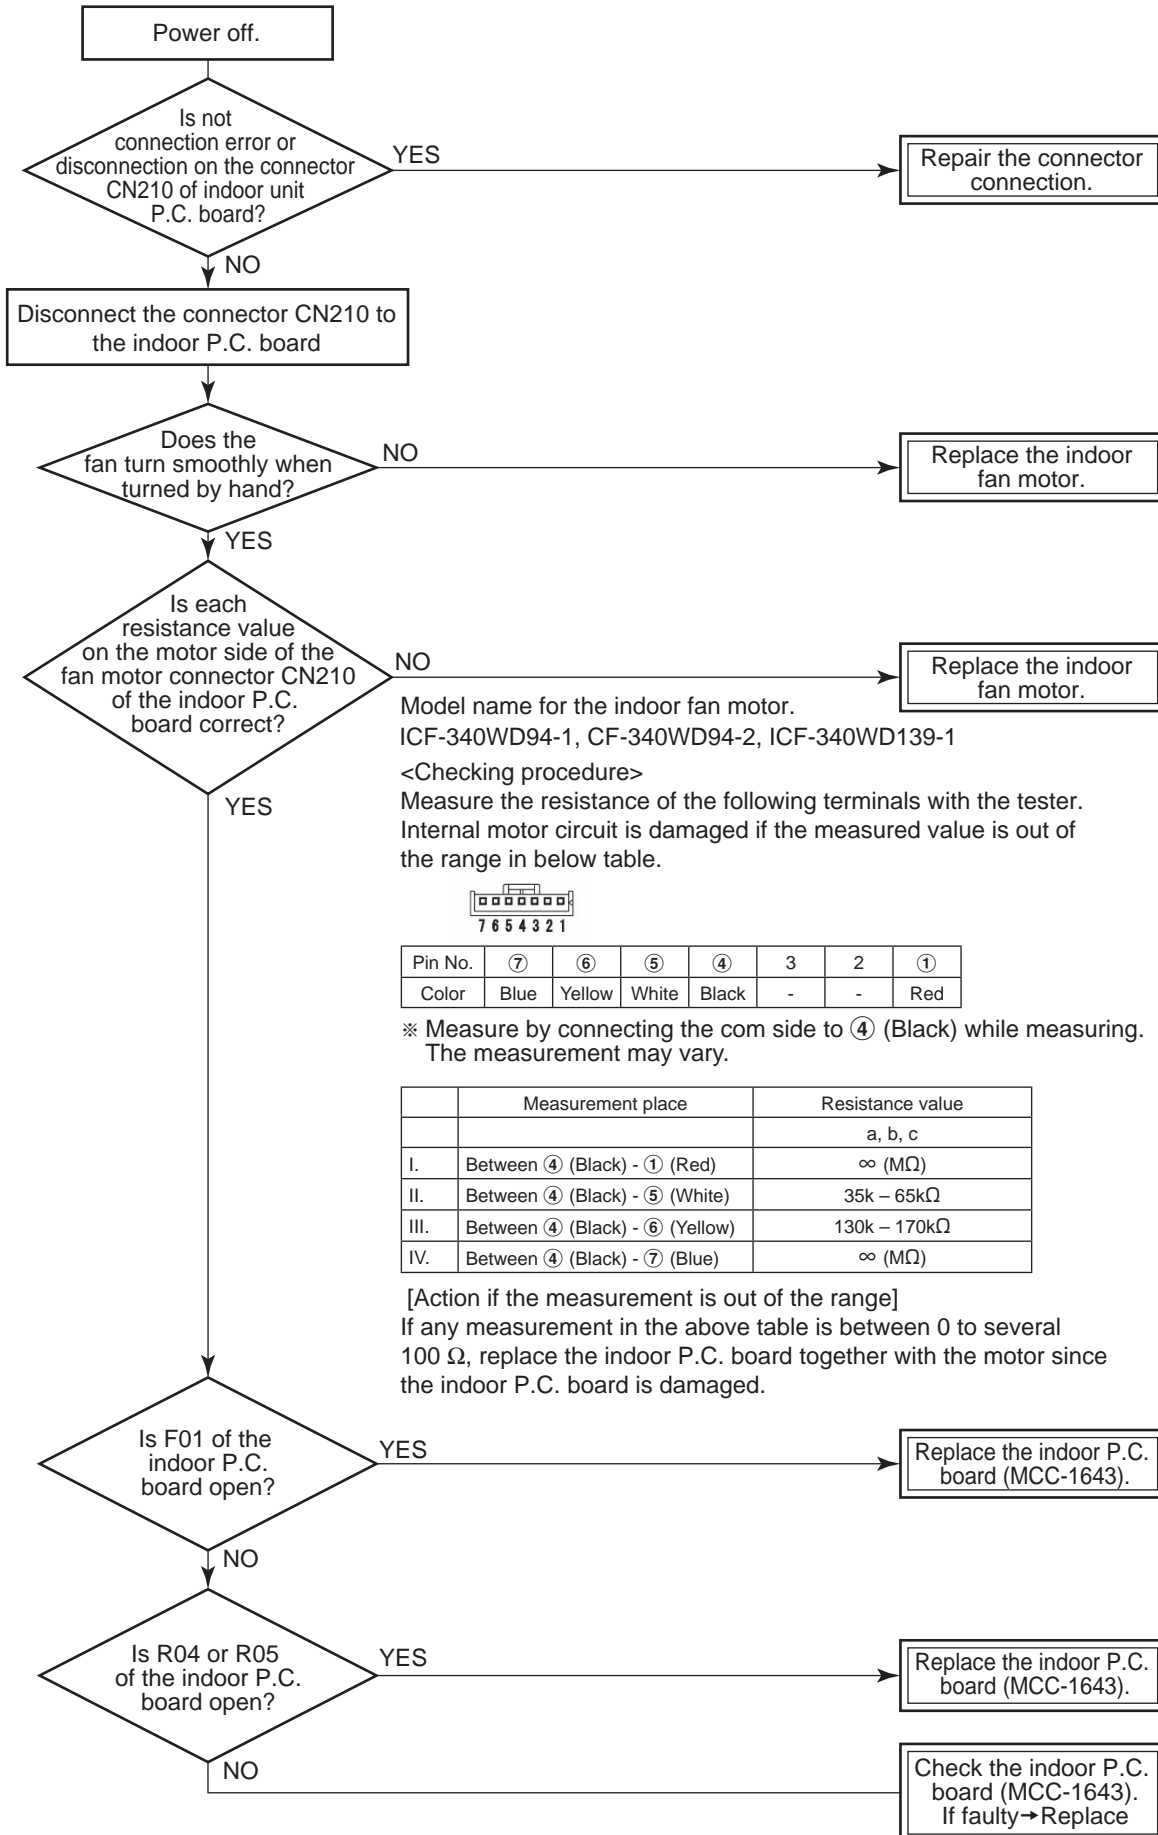 Power off.
Is not
connection error or
disconnection on the connector
CN210 of indoor unit
P.C. board?
YES
Repair the connector
connection.
NO
Disconnect the connector CN210 to
the indoor P.C. board
Does the
fan turn smoothly when
turned by hand?
NO
Replace the indoor
fan motor.
YES
Is each
resistance value
on the motor side of the
fan motor connector CN210
of the indoor P.C.
board correct?
NO
Replace the indoor
fan motor.
YES
Model name for the indoor fan motor.
ICF-340WD94-1, CF-340WD94-2, ICF-340WD139-1
<Checking procedure>
Measure the resistance of the following terminals with the tester.
Internal motor circuit is damaged if the measured value is out of
the range in below table.
7 6 5 4 3 2 1
Pin No. ⑦ ⑥ ⑤ ④ 3 2 ①
Color Blue Yellow White Black - - Red
※ Measure by connecting the com side to ④ (Black) while measuring.
The measurement may vary.
Measurement place Resistance value
a, b, c
I. Between ④ (Black) - ① (Red) ∞ (MΩ)
II. Between ④ (Black) - ⑤ (White) 35k – 65kΩ
III. Between ④ (Black) - ⑥ (Yellow) 130k – 170kΩ
IV. Between ④ (Black) - ⑦ (Blue) ∞ (MΩ)
[Action if the measurement is out of the range]
If any measurement in the above table is between 0 to several
100 Ω, replace the indoor P.C. board together with the motor since
the indoor P.C. board is damaged.
Is F01 of the
indoor P.C.
board open?
YES
Replace the indoor P.C.
board (MCC-1643).
NO
Is R04 or R05
of the indoor P.C.
board open?
YES
Replace the indoor P.C.
board (MCC-1643).
NO
Check the indoor P.C.
board (MCC-1643).
If faulty→Replace